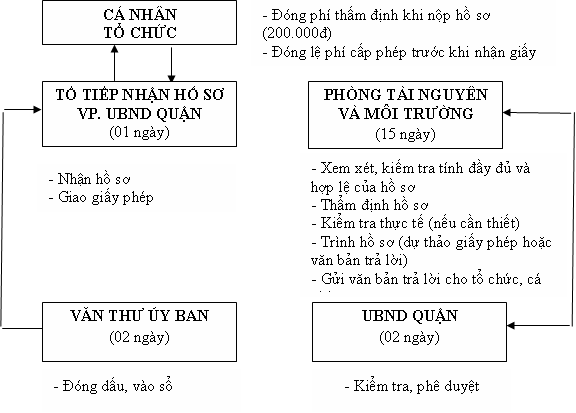 CÁ NHÂN
TỔ CHỨC
- Đóng phí thẩm định khi nộp hồ sơ
(200.000đ)
- Đóng lệ phí cấp phép trước khi nhận giấy
TỔ TIẾP NHẬN HỒ SƠ
VP. UBND QUẬN
(01 ngày)
PHÒNG TÀI NGUYÊN
VÀ MÔI TRƯỜNG
(15 ngày)
- Nhận hồ sơ
- Giao giấy phép
- Xem xét, kiểm tra tính đầy đủ và
hợp lệ của hồ sơ
- Thẩm định hồ sơ
- Kiểm tra thực tế (nếu cần thiết)
- Trình hồ sơ (dự thảo giấy phép hoặc
văn bản trả lời)
- Gửi văn bản trả lời cho tổ chức, cá
VĂN THƯ ỦY BAN
(02 ngày)
UBND QUẬN
(02 ngày)
- Đóng dấu, vào sổ
- Kiểm tra, phê duyệt